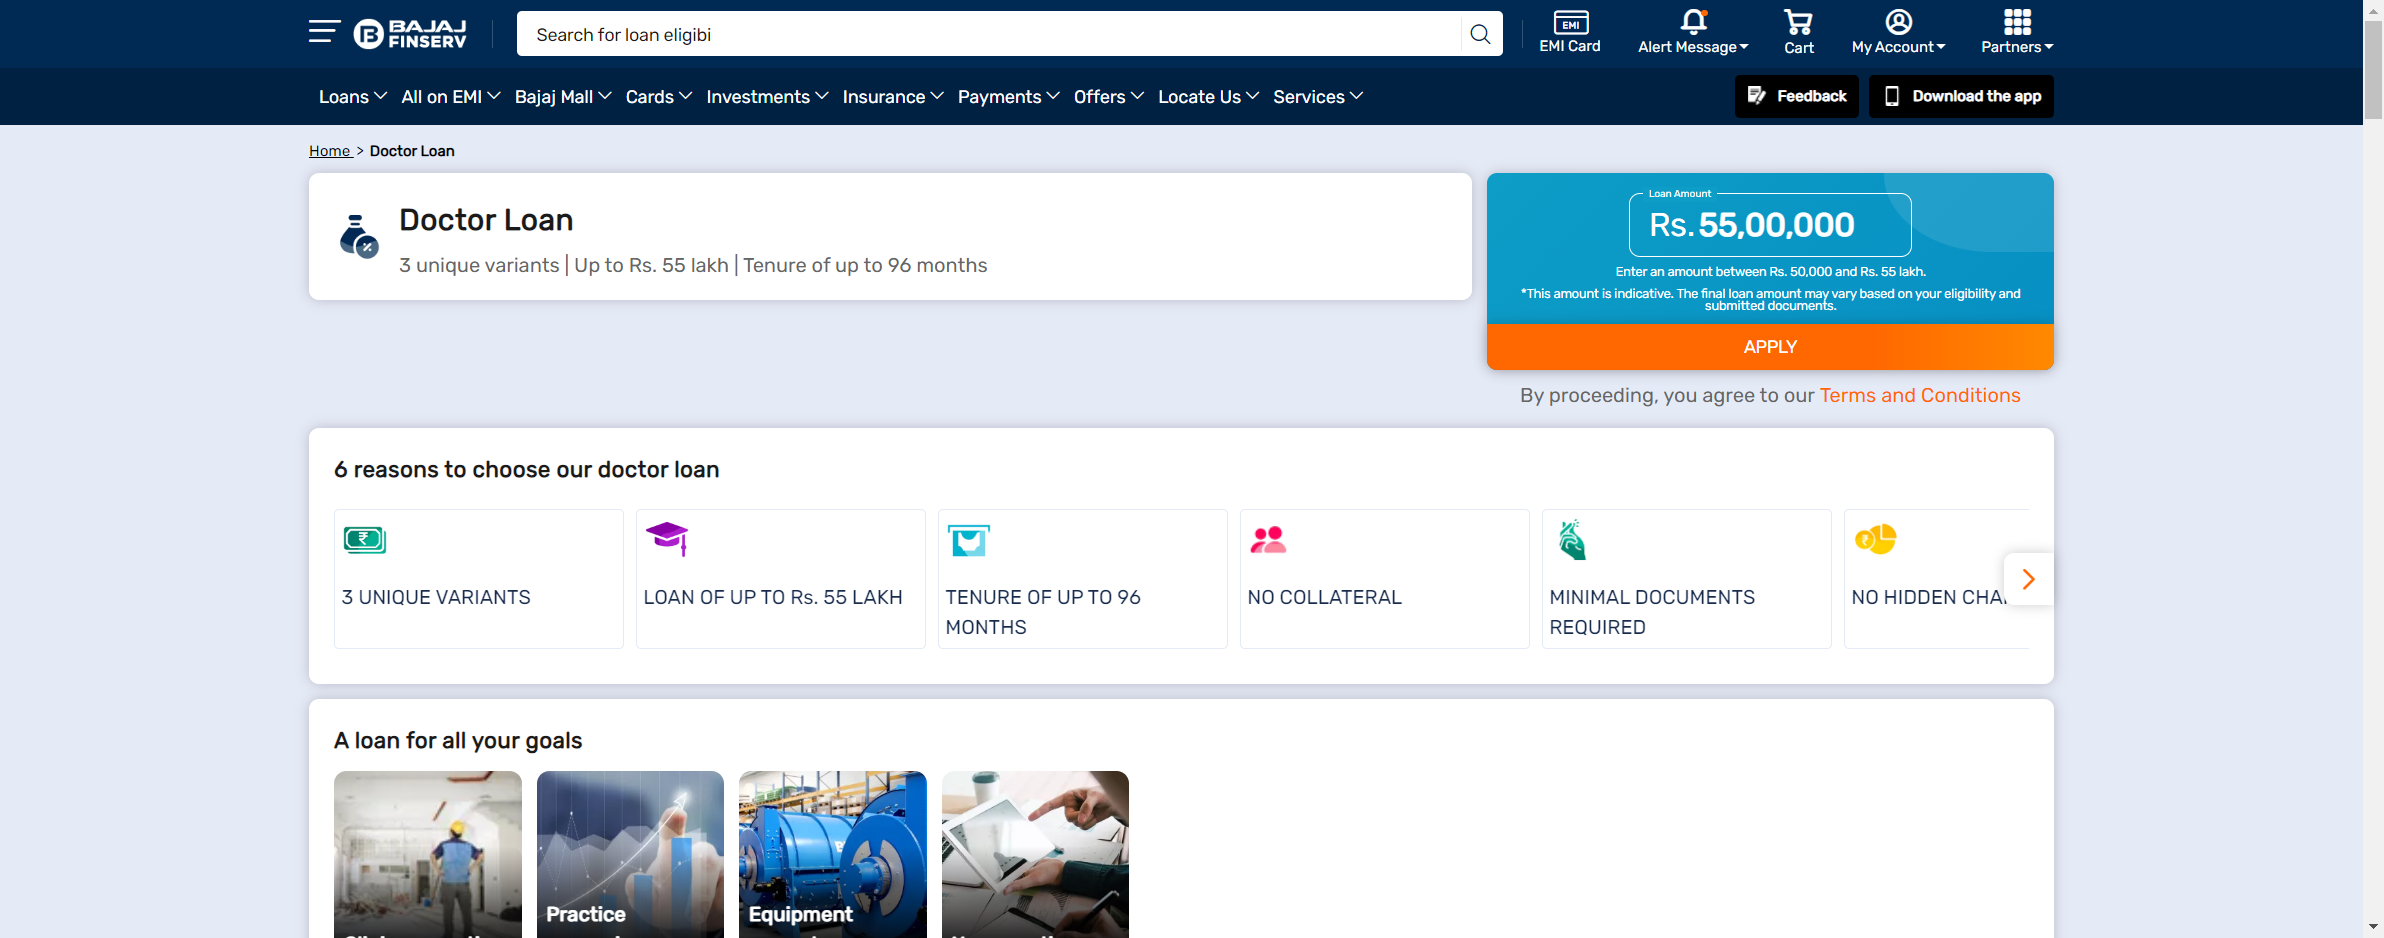 BAJAJ
FINSERV
Search for loan eligibi
EMI
EMI Card
Alert Message
Cart
My Account
Partners
Loans
All on EMI
Bajaj Mall
Cards
Investments
Insurance
Payments
Offers
Locate Us
Services
Feedback
Download the app
Home > Doctor Loan
Doctor Loan
3 unique variants | Up to Rs. 55 lakh | Tenure of up to 96 months
Loan Amount
Rs. 55,00,000
Enter an amount between Rs. 50,000 and Rs. 55 lakh.
*This amount is indicative. The final loan amount may vary based on your eligibility and
submitted documents.
APPLY
By proceeding, you agree to our Terms and Conditions
6 reasons to choose our doctor loan
3 UNIQUE VARIANTS
LOAN OF UP TO Rs. 55 LAKH
TENURE OF UP TO 96
MONTHS
NO COLLATERAL
MINIMAL DOCUMENTS
REQUIRED
NO HIDDEN CHA
A loan for all your goals
Practice
Equipment